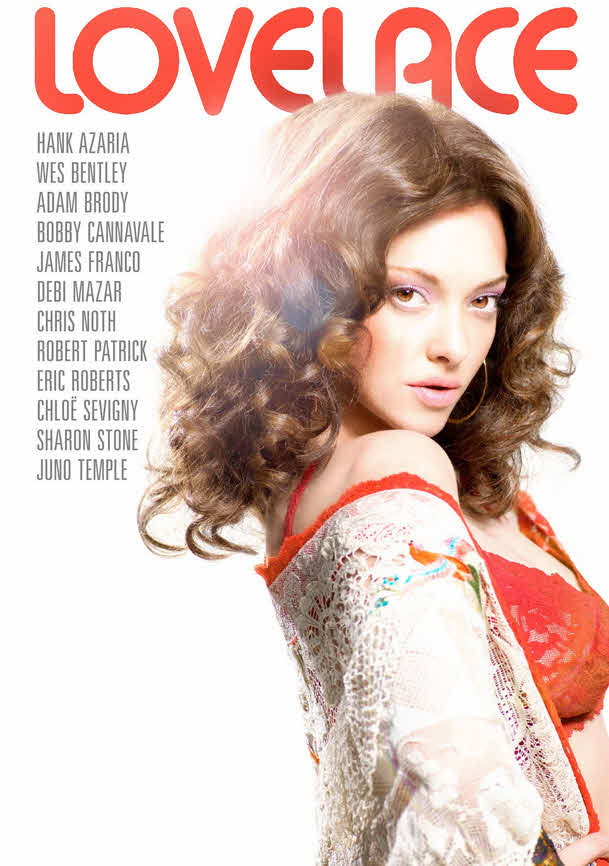 LOVELACE
HANK AZARIA
WES BENTLEY
ADAM BRODY
BOBBY CANNAVALE
JAMES FRANCO
DEBI MAZAR
CHRIS NOTH
ROBERT PATRICK
ERIC ROBERTS
CHLOË SEVIGNY
SHARON STONE
JUNO TEMPLE